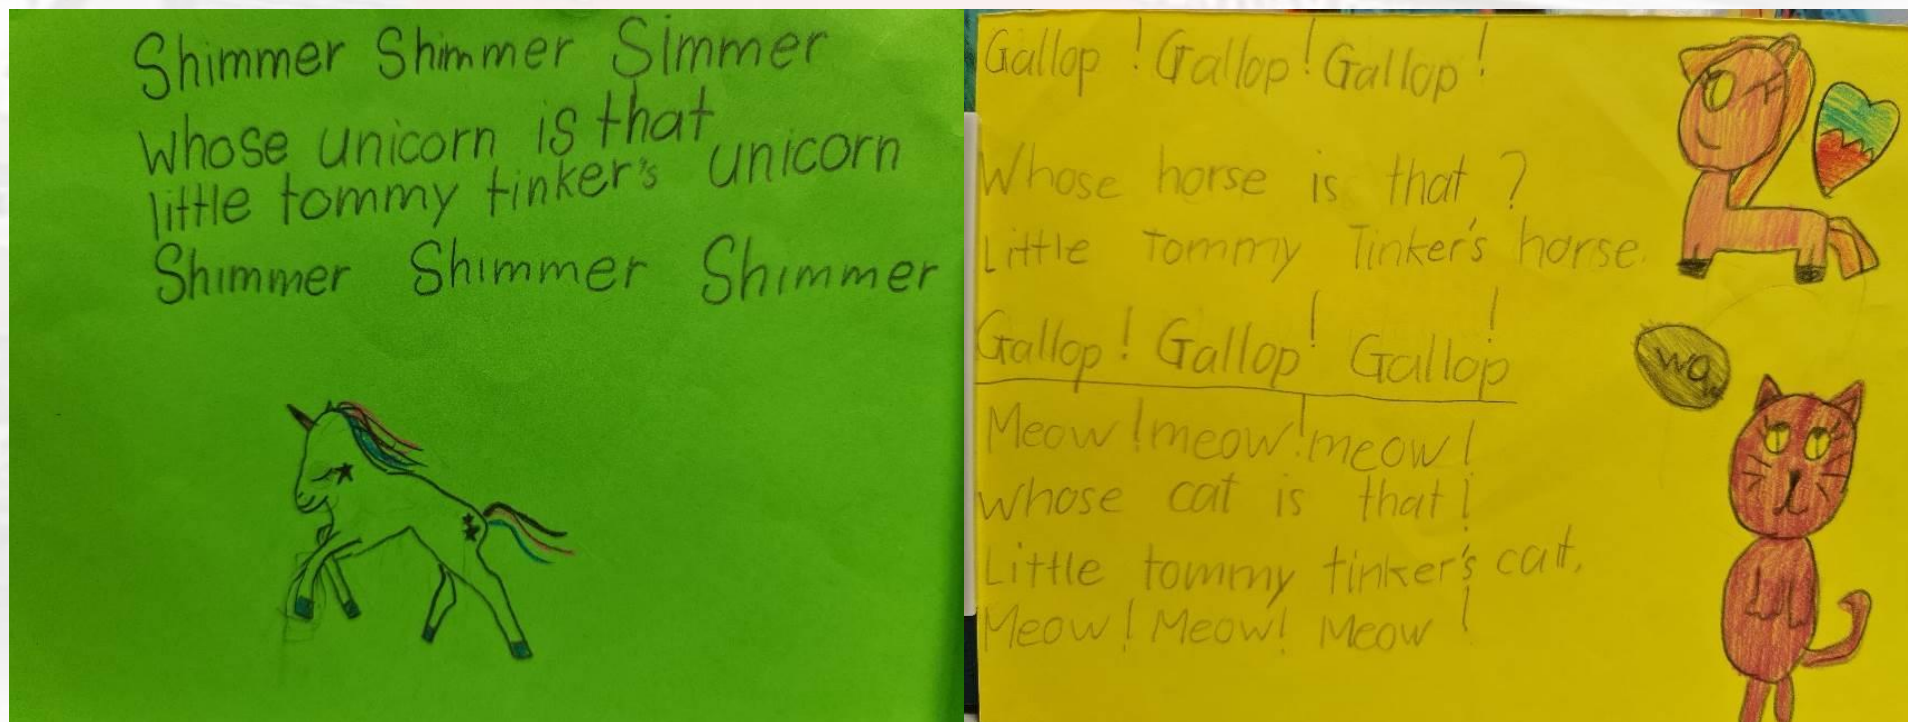 Shimmer Shimmer Simmer
whose unicorn is that
little tommy tinker's unicorn
Shimmer Shimmer Shimmer
Gallop! Gallop! Gallop!
Whose horse is that?
Little Tommy Tinker's horse.
Gallop! Gallop! Gallop!
Meow! meow! meow!
whose cat is that!
Little tommy tinker's cat.
Meow! Meow! Meow!